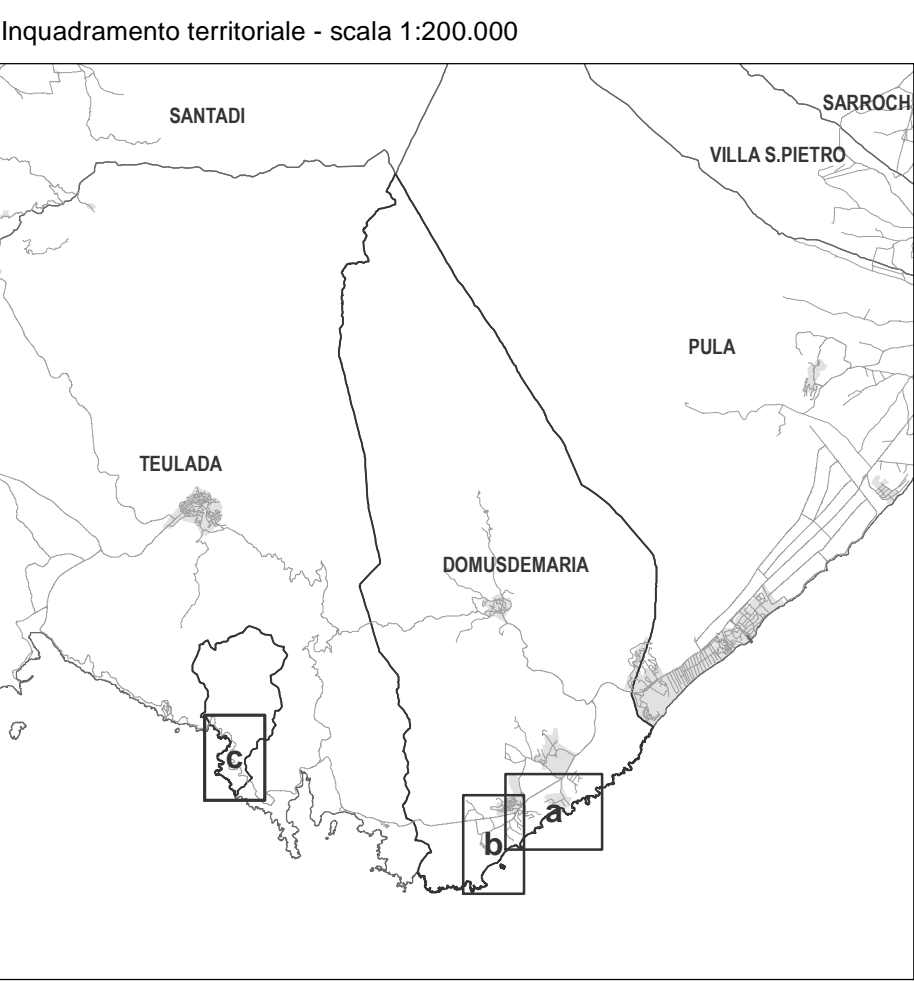 Inquadramento territoriale - scala 1:200.000
SANTADI
SARROCH
VILLA S.PIETRO
PULA
TEULADA
DOMUSDEMARIA
c
a
b